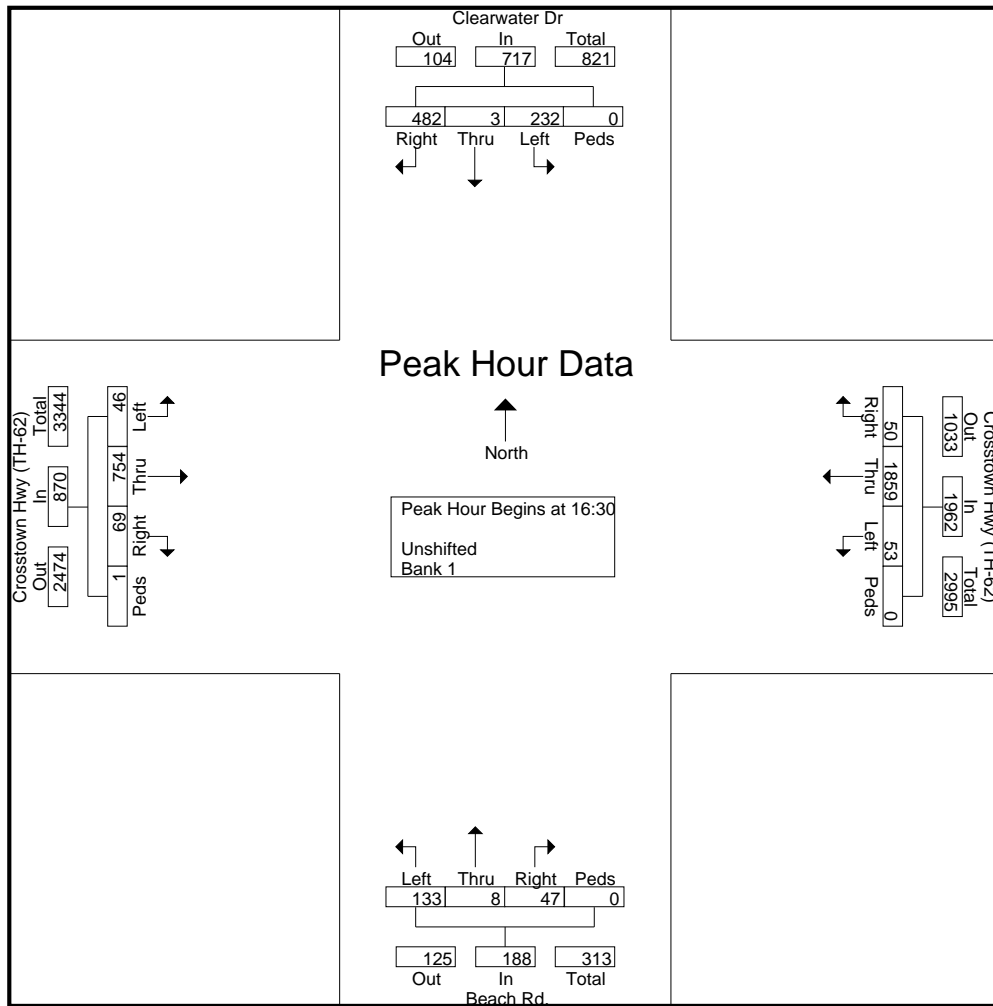 Clearwater Dr
Out In Total
104 717 821
482 3 232 0
Right Thru Left Peds
Peak Hour Data
North
Peak Hour Begins at 16:30
Unshifted
Bank 1
Crosstown Hwy (TH-62)
Out In Total
2474 870 3344
1 69 754 46
Peds Right Thru Left
Crosstown Hwy (TH-62)
Out In Total
1033 1962 2995
50 1859 53 0
Right Thru Left Peds
Left Thru Right Peds
133 8 47 0
125 188 313
Out In Total
Beach Rd.